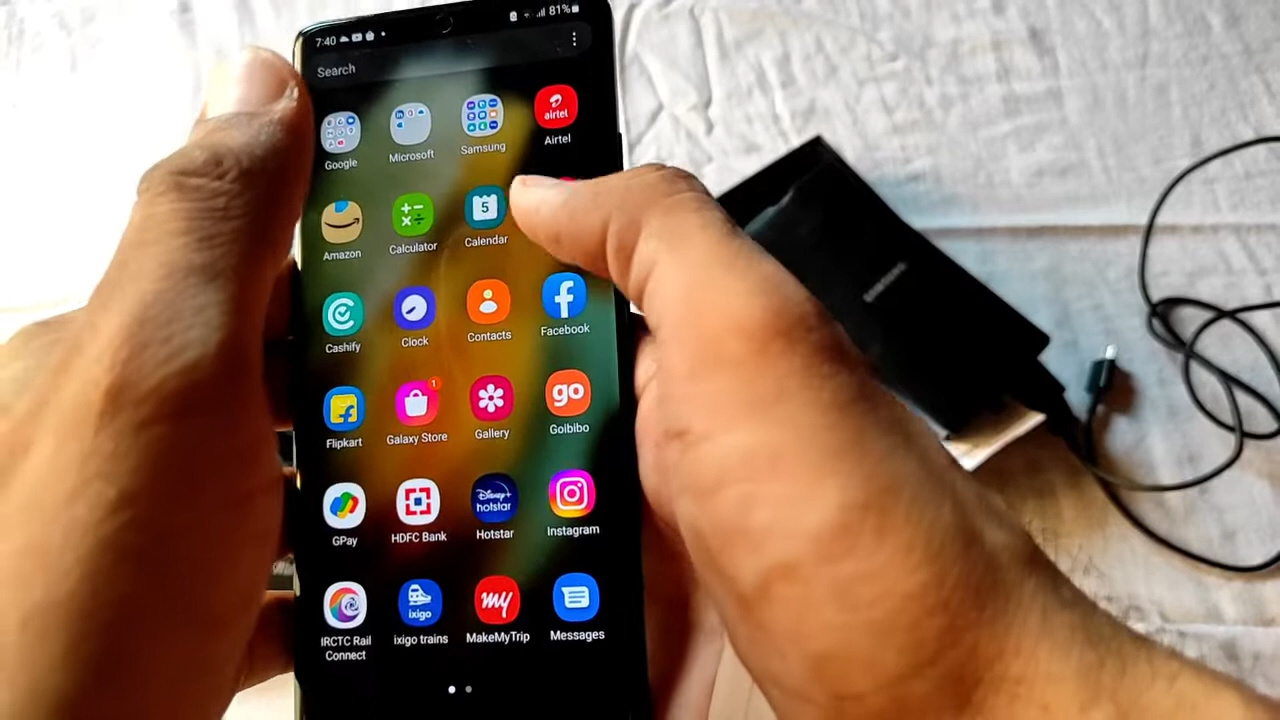 7:40
81%
Search
airtel
Google
Microsoft
Samsung
Airtel
5
Amazon
Calculator
Calendar
Cashify
Clock
Contacts
Facebook
1
go
Flipkart
Galaxy Store
Gallery
Goibibo
Disney+
hotstar
GPay
HDFC Bank
Hotstar
Instagram
ixigo
my
IRCTC Rail
Connect
ixigo trains
MakeMyTrip
Messages
SAMSUNG